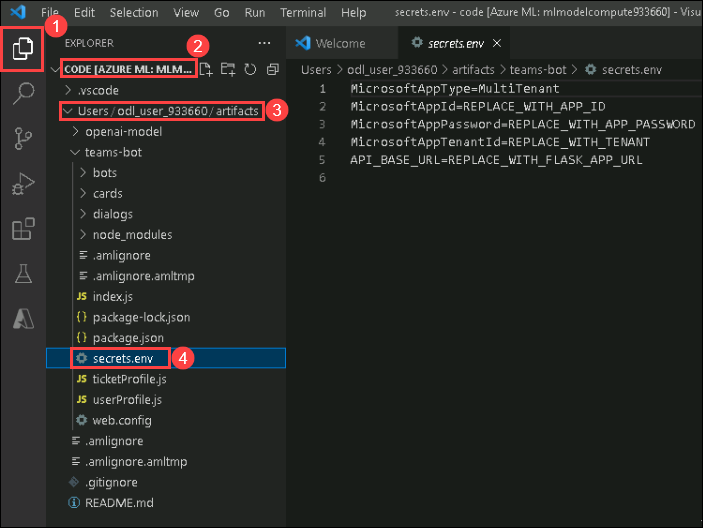 1
File Edit Selection View Go Run Terminal Help secrets.env - code [Azure ML: mlmodelcompute933660] - Visu
EXPLORER ...
2
CODE [AZURE ML: MLM...
.vscode
Users / odl_user_933660 / artifacts 3
openai-model
teams-bot
bots
cards
dialogs
node_modules
.amlignore
.amlignore.amltmp
JS index.js
{} package-lock.json
{} package.json
secrets.env 4
JS ticketProfile.js
JS userProfile.js
web.config
.amlignore
.amlignore.amltmp
.gitignore
README.md
Welcome secrets.env
Users > odl_user_933660 > artifacts > teams-bot > secrets.env
1 MicrosoftAppType=MultiTenant
2 MicrosoftAppId=REPLACE_WITH_APP_ID
3 MicrosoftAppPassword=REPLACE_WITH_APP_PASSWORD
4 MicrosoftAppTenantId=REPLACE_WITH_TENANT
5 API_BASE_URL=REPLACE_WITH_FLASK_APP_URL
6